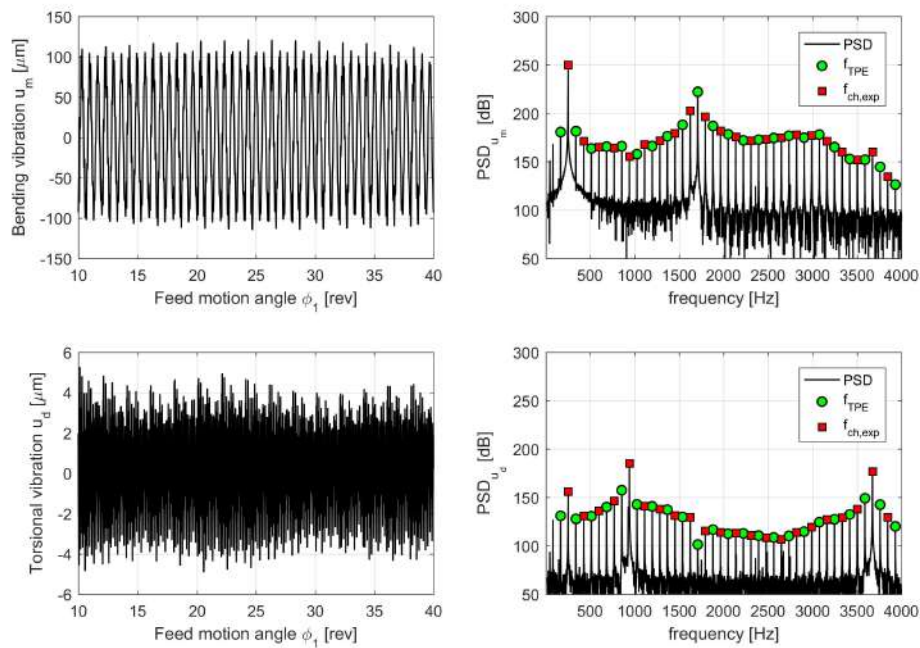 150
100
50
0
-50
-100
-150
Bending vibration u_m [μm]
10 15 20 25 30 35 40
Feed motion angle ϕ_1 [rev]
300
250
200
150
100
50
PSD_{u_m} [dB]
PSD
f_TPE
f_ch,exp
500 1000 1500 2000 2500 3000 3500 4000
frequency [Hz]
6
4
2
0
-2
-4
-6
Torsional vibration u_d [μm]
10 15 20 25 30 35 40
Feed motion angle ϕ_1 [rev]
300
250
200
150
100
50
PSD_{u_d} [dB]
PSD
f_TPE
f_ch,exp
500 1000 1500 2000 2500 3000 3500 4000
frequency [Hz]